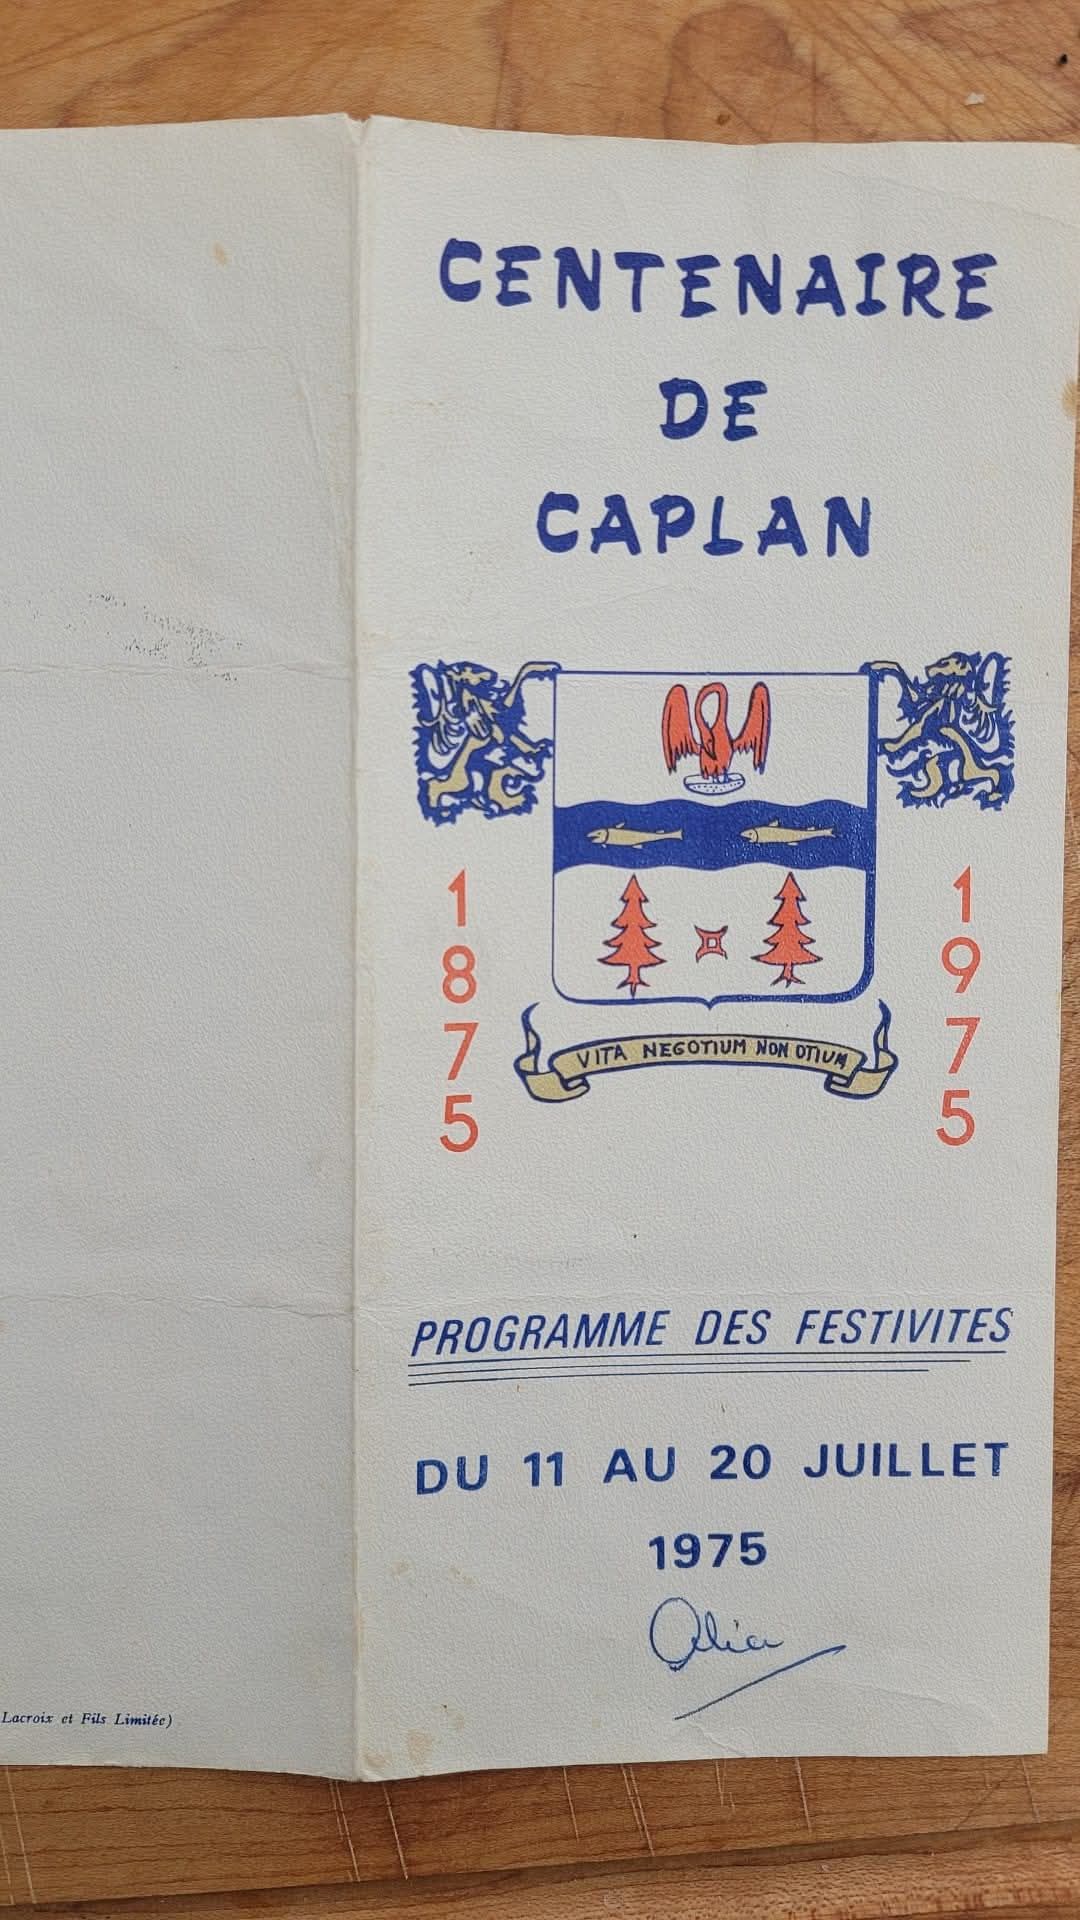 CENTENAIRE
DE
CAPLAN
1875
1975
VITA NEGOTIUM NON OTIUM
PROGRAMME DES FESTIVITES
DU 11 AU 20 JUILLET
1975
Lacroix et Fils Limitée)